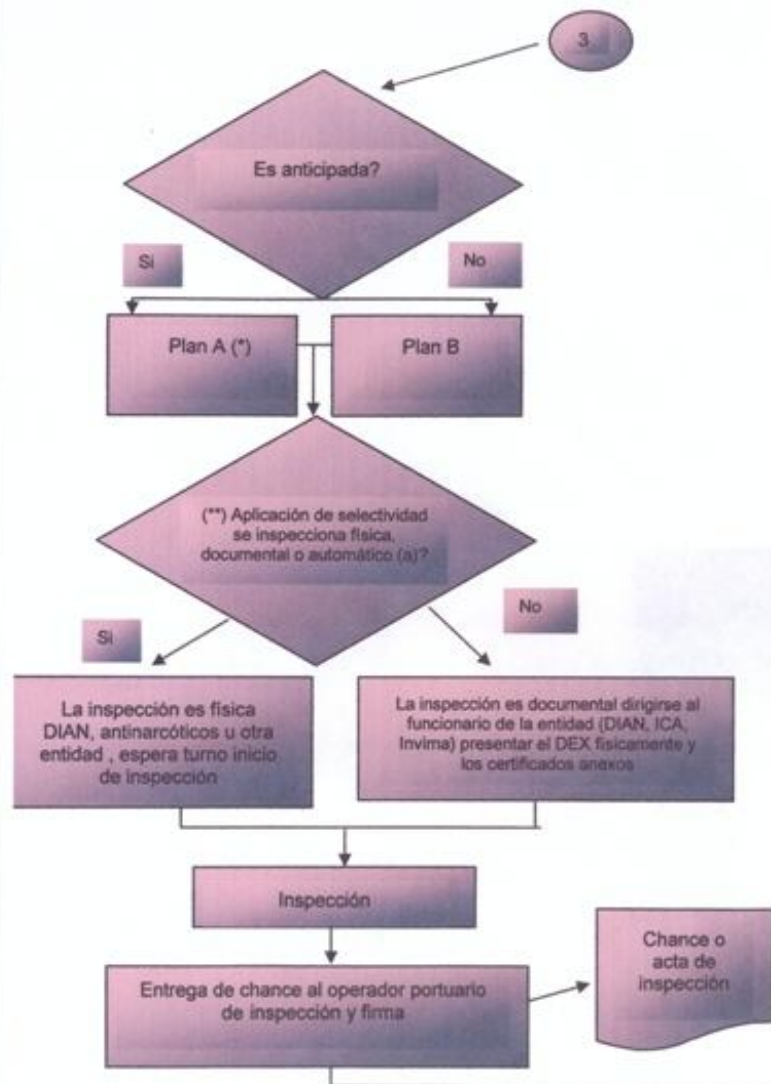 3
Es anticipada?
Si
No
Plan A (*)
Plan B
(**) Aplicación de selectividad
se inspecciona física,
documental o automático (a)?
Si
No
La inspección es física
DIAN, antinarcóticos u otra
entidad , espera turno inicio
de inspección
La inspección es documental dirigirse al
funcionario de la entidad (DIAN, ICA,
Invima) presentar el DEX físicamente y
los certificados anexos
Inspección
Entrega de chance al operador portuario
de inspección y firma
Chance o
acta de
inspección